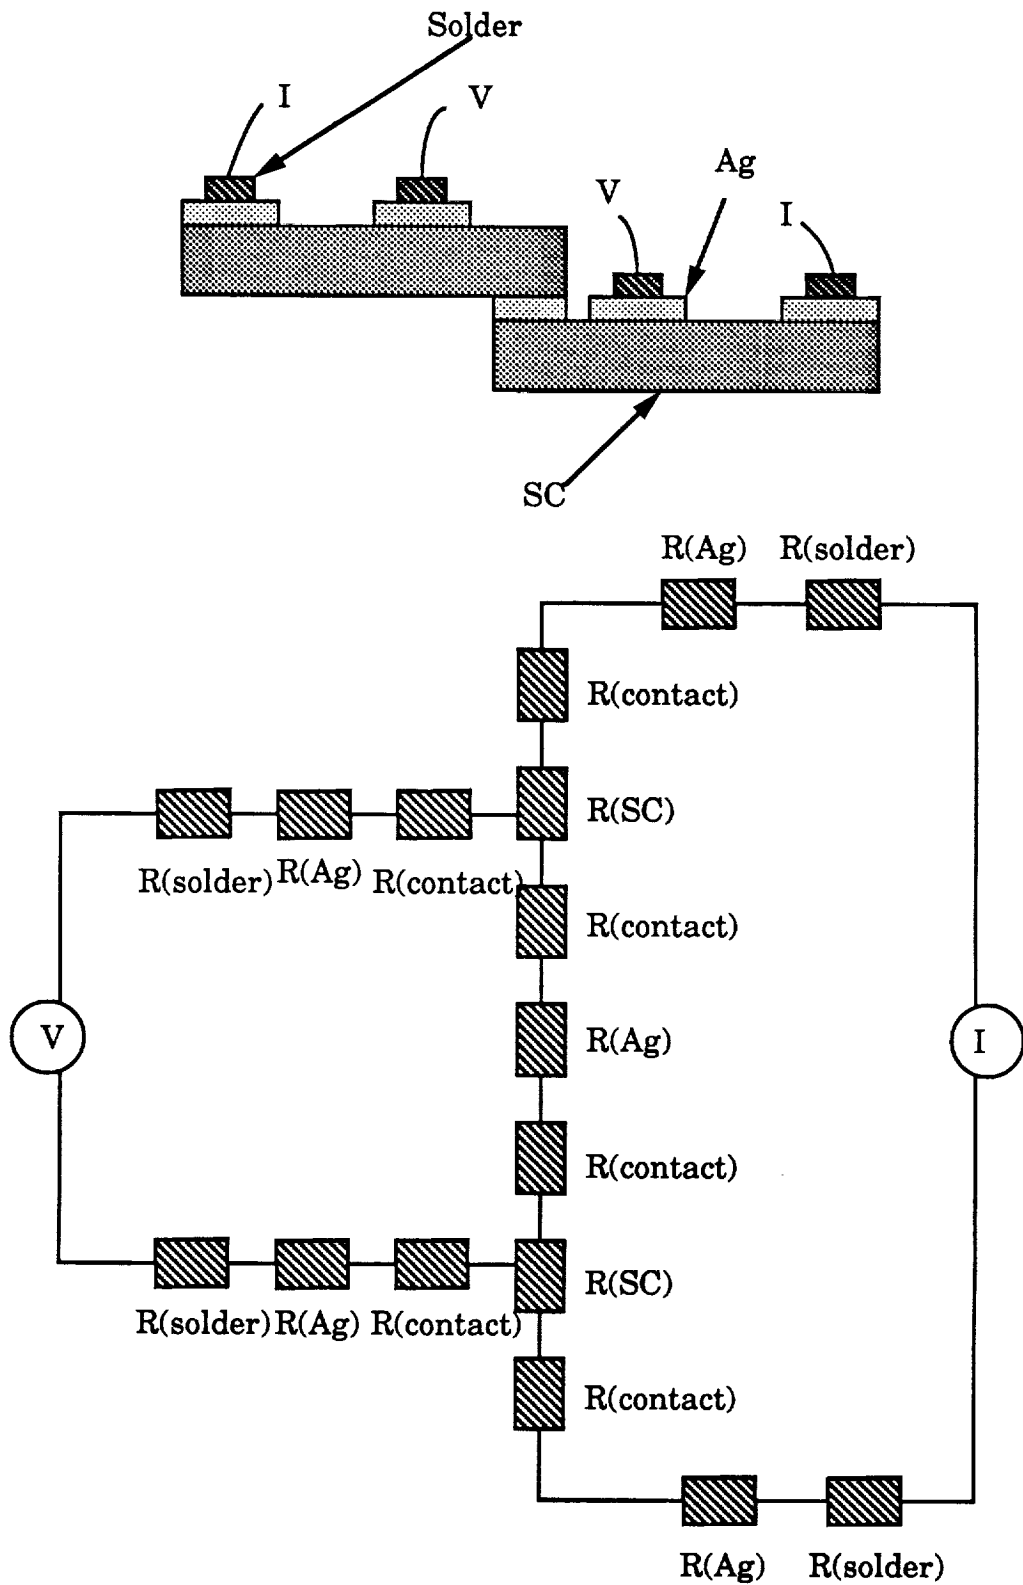 Solder
I
V
Ag
V
I
SC
R(Ag) R(solder)
R(contact)
R(SC)
R(solder) R(Ag) R(contact)
R(contact)
V
R(Ag)
I
R(contact)
R(SC)
R(solder) R(Ag) R(contact)
R(contact)
R(Ag) R(solder)